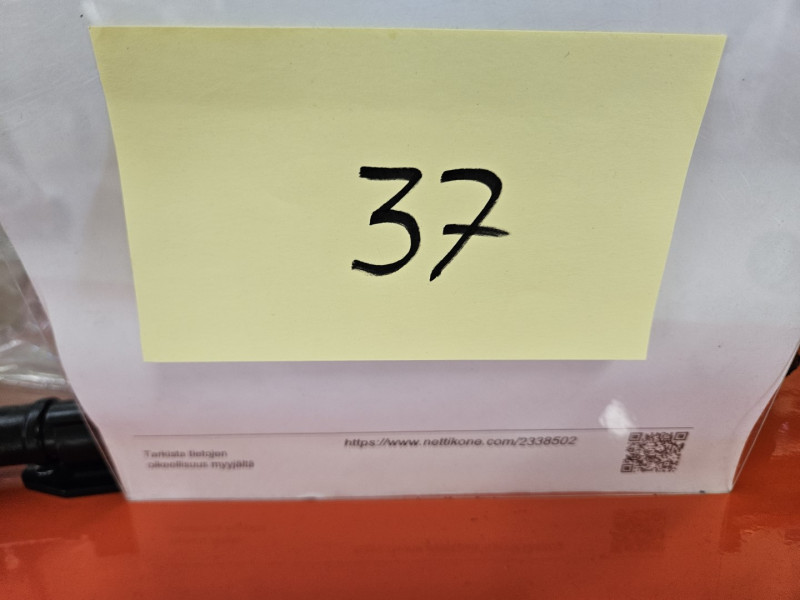 37
https://www.nettikone.com/2338502
Tarkista tietojen
oikeellisuus myyjältä